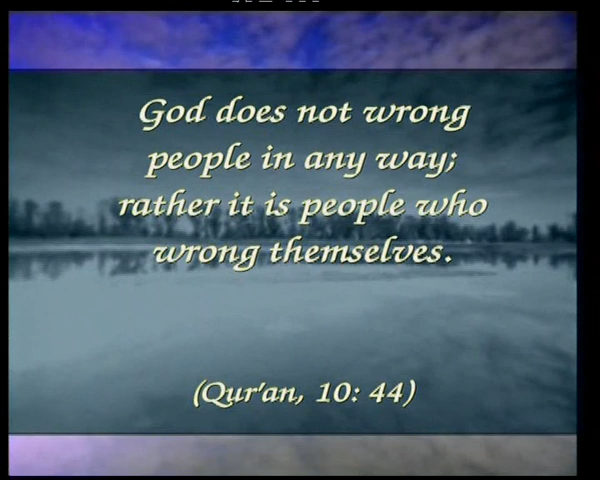 God does not wrong
people in any way;
rather it is people who
wrong themselves.
(Qur'an, 10: 44)